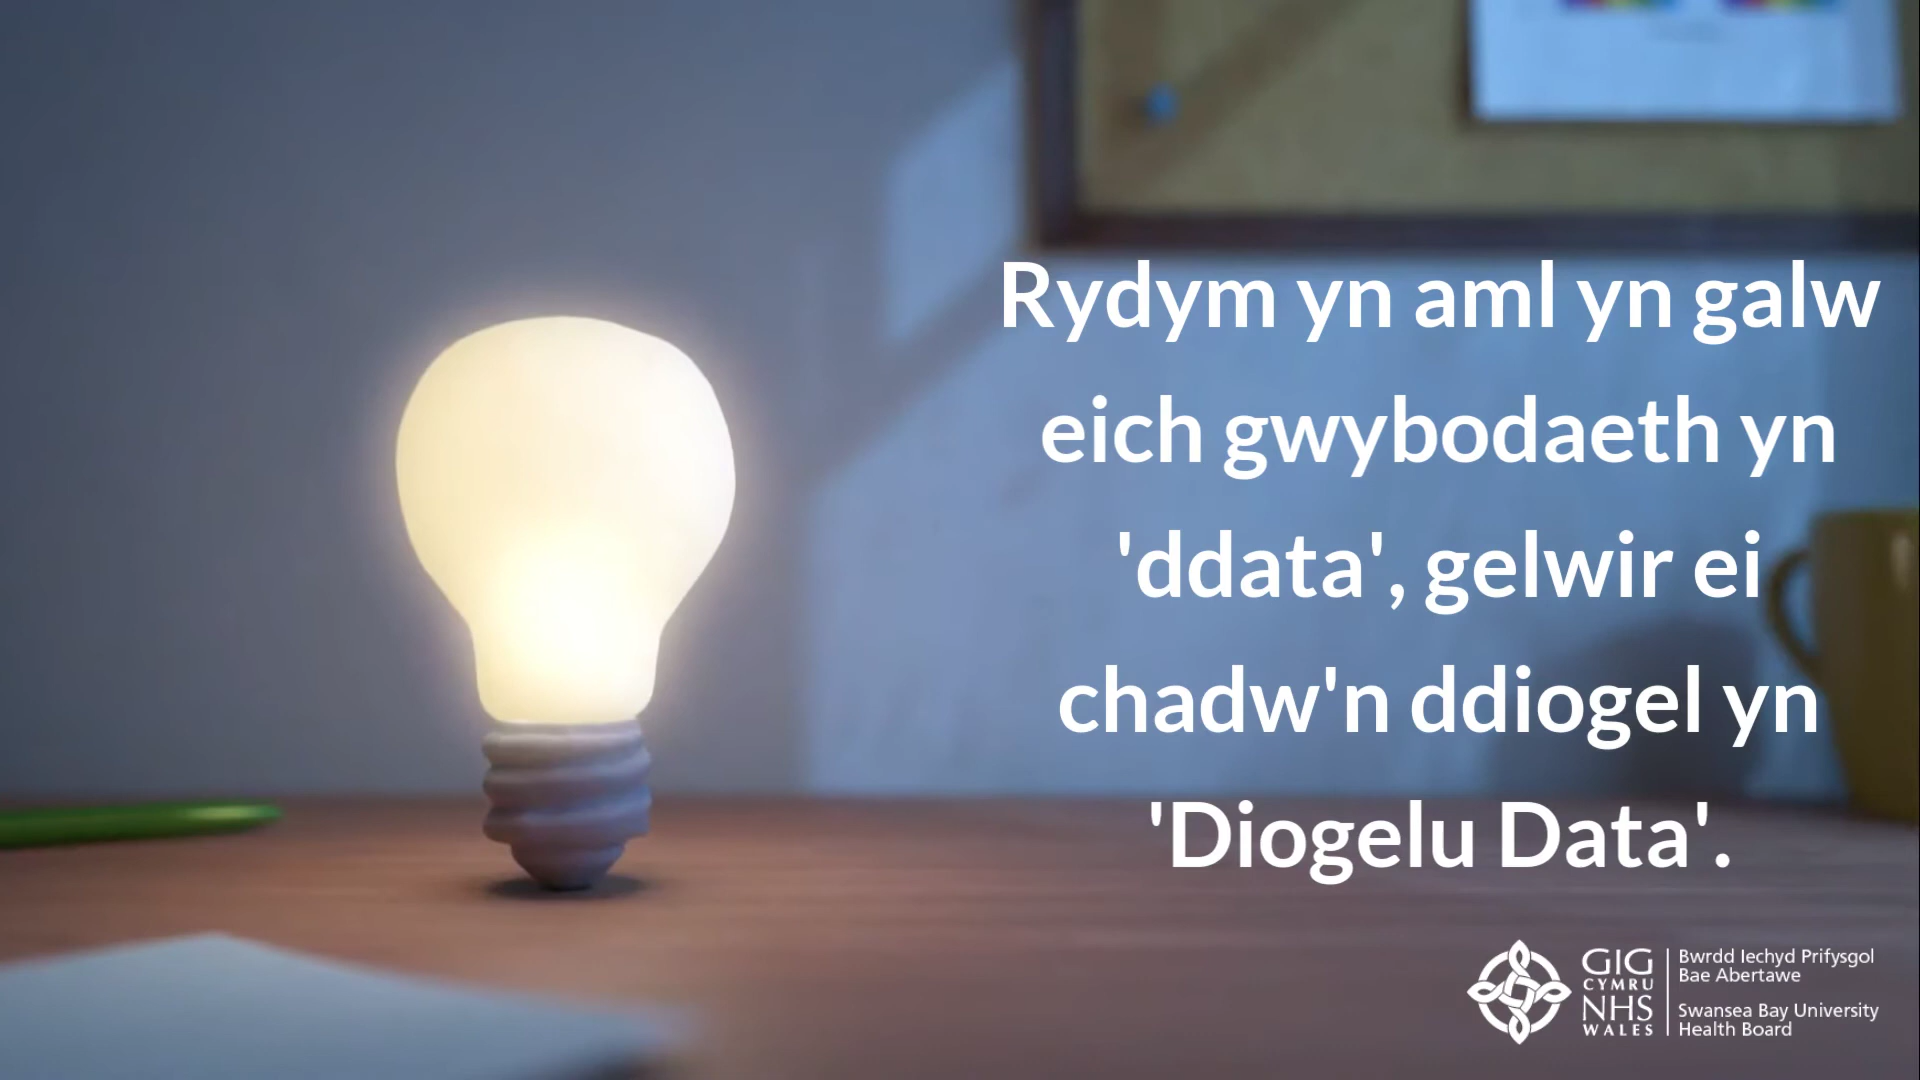 Rydym yn aml yn galw
eich gwybodaeth yn
'ddata', gelwir ei
chadw'n ddiogel yn
'Diogelu Data'.
GIG
CYMRU
NHS
WALES
Bwrdd Iechyd Prifysgol
Bae Abertawe
Swansea Bay University
Health Board